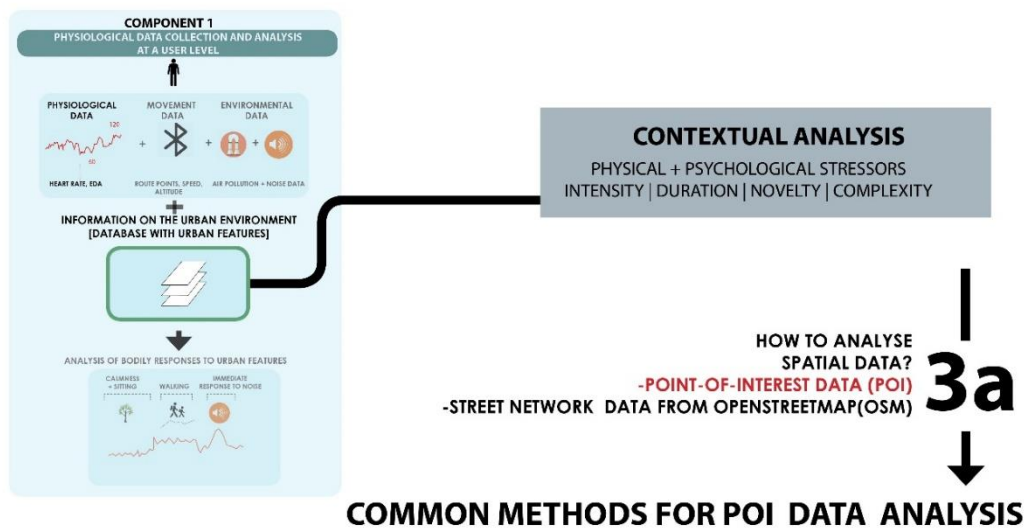 COMPONENT 1
PHYSIOLOGICAL DATA COLLECTION AND ANALYSIS
AT A USER LEVEL
PHYSIOLOGICAL
DATA
125
60
HEART RATE, EDA
+
MOVEMENT
DATA
ROUTE POINTS, SPEED,
ALTITUDE
+
ENVIRONMENTAL
DATA
+
AIR POLLUTION + NOISE DATA
+
INFORMATION ON THE URBAN ENVIRONMENT
[DATABASE WITH URBAN FEATURES]
ANALYSIS OF BODILY RESPONSES TO URBAN FEATURES
CALMNESS
+ SITTING
WALKING
IMMEDIATE
RESPONSE TO NOISE
CONTEXTUAL ANALYSIS
PHYSICAL + PSYCHOLOGICAL STRESSORS
INTENSITY | DURATION | NOVELTY | COMPLEXITY
HOW TO ANALYSE
SPATIAL DATA?
-POINT-OF-INTEREST DATA (POI)
-STREET NETWORK DATA FROM OPENSTREETMAP(OSM)
3a
COMMON METHODS FOR POI DATA ANALYSIS